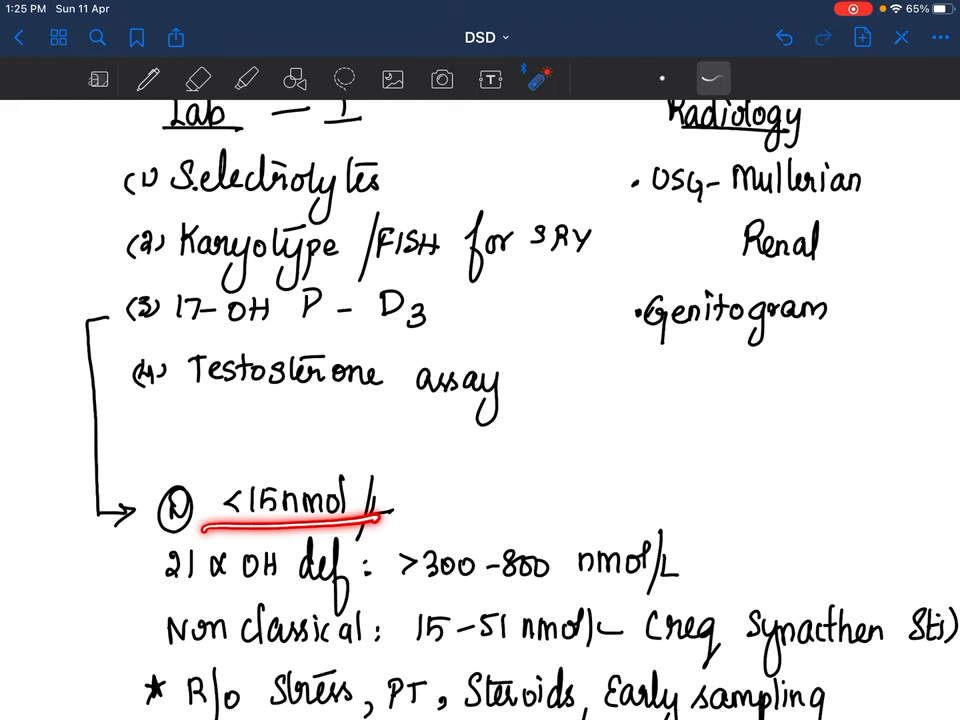 1:25 PM Sun 11 Apr
65%
DSD
T
Lab — I
Radiology
(1) S.electrolytes
(2) Karyotype / FISH for SRY
(3) 17-OH P - D3
(4) Testosterone assay
. USG- Mullerian
Renal
. Genitogram
N <15nmol/L
21 α OH def : >300-800 nmol/L
Non classical : 15-51 nmol/L (req Synacthen Sti)
* R/o Stress, PT, Steroids, Early sampling